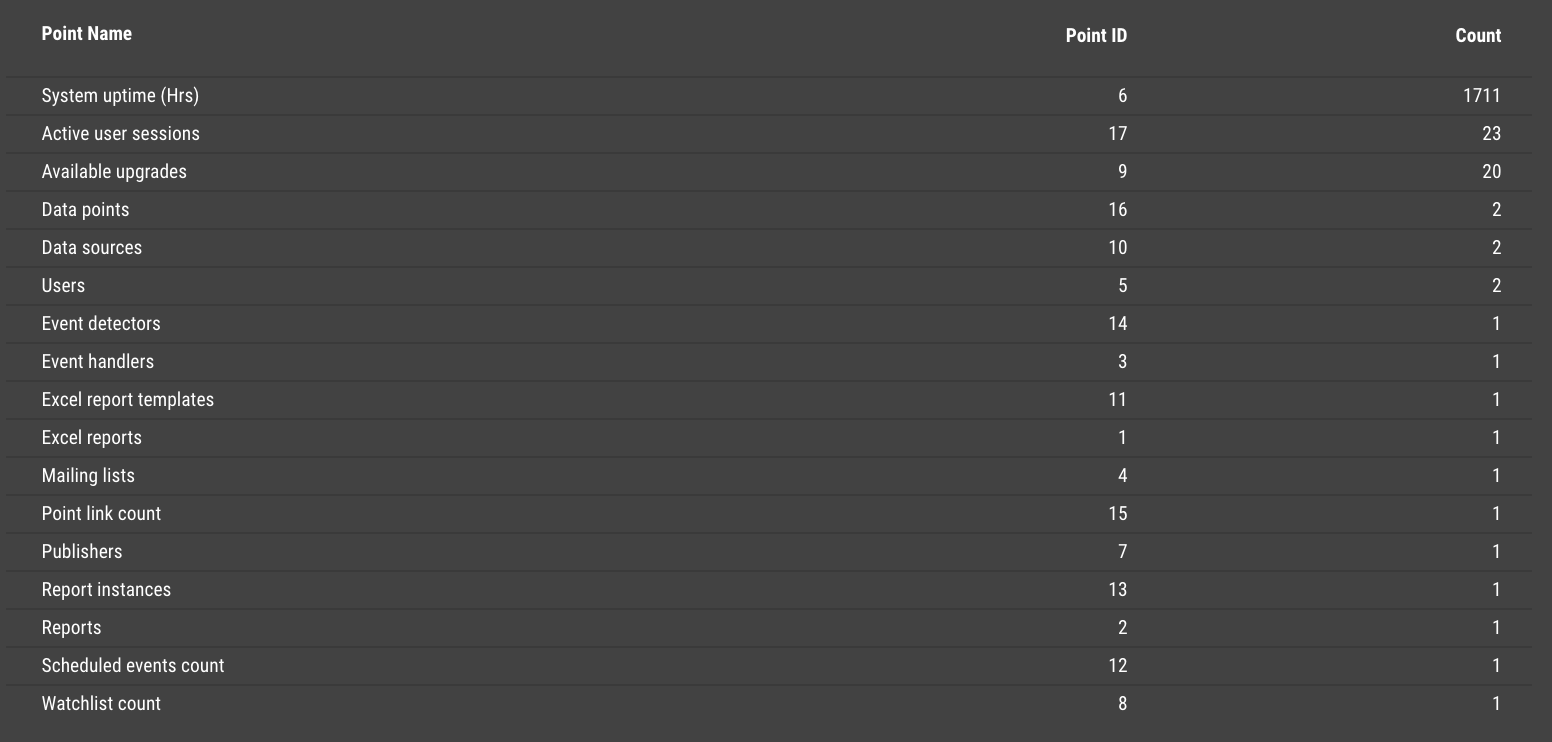 Point Name Point ID Count
System uptime (Hrs) 6 1711
Active user sessions 17 23
Available upgrades 9 20
Data points 16 2
Data sources 10 2
Users 5 2
Event detectors 14 1
Event handlers 3 1
Excel report templates 11 1
Excel reports 1 1
Mailing lists 4 1
Point link count 15 1
Publishers 7 1
Report instances 13 1
Reports 2 1
Scheduled events count 12 1
Watchlist count 8 1